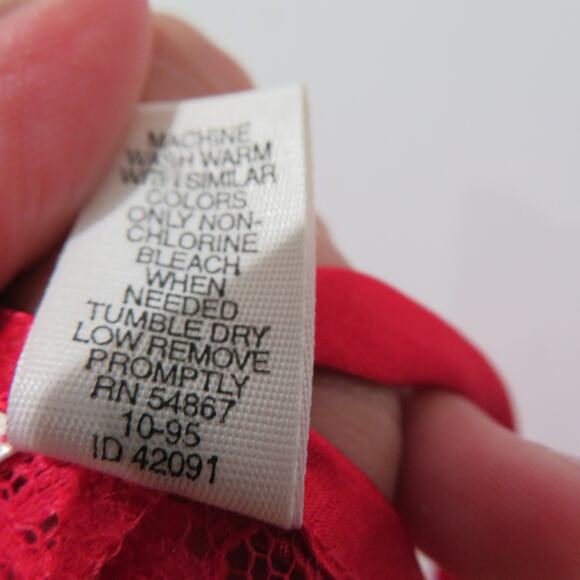 MACHINE
WASH WARM
WITH SIMILAR
COLORS
ONLY NON-
CHLORINE
BLEACH
WHEN
NEEDED
TUMBLE DRY
LOW REMOVE
PROMPTLY
RN 54867
10-95
ID 42091